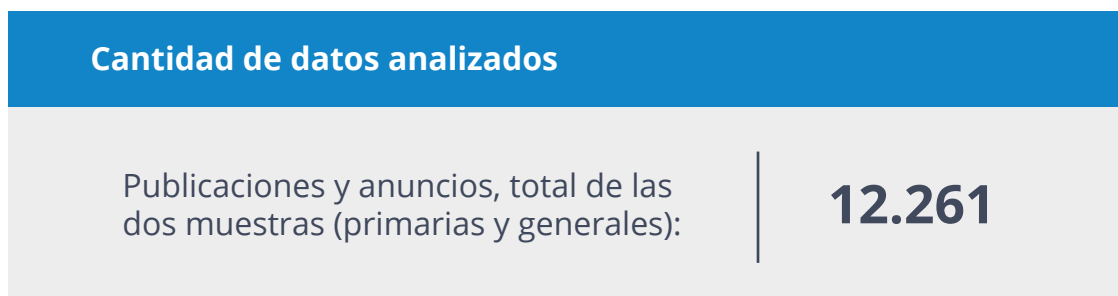 Cantidad de datos analizados
Publicaciones y anuncios, total de las
dos muestras (primarias y generales):
12.261